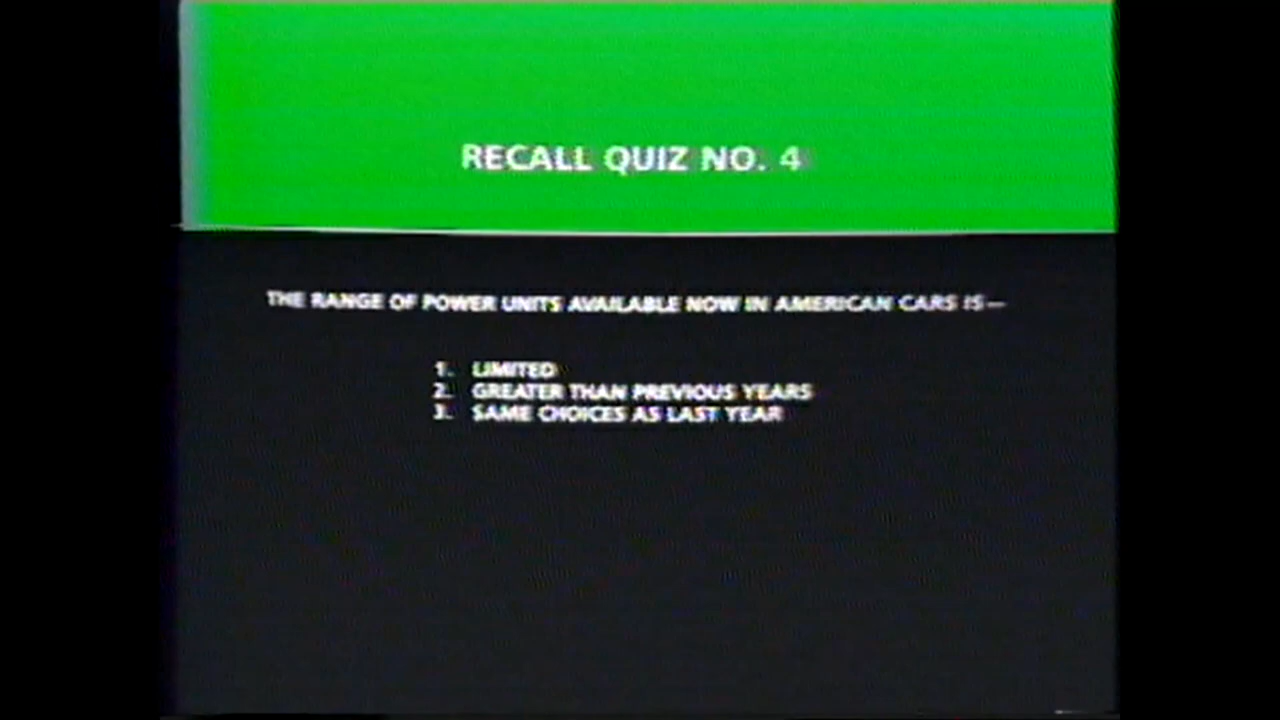 RECALL QUIZ NO. 4
THE RANGE OF POWER UNITS AVAILABLE NOW IN AMERICAN CARS IS—
1. LIMITED
2. GREATER THAN PREVIOUS YEARS
3. SAME CHOICES AS LAST YEAR